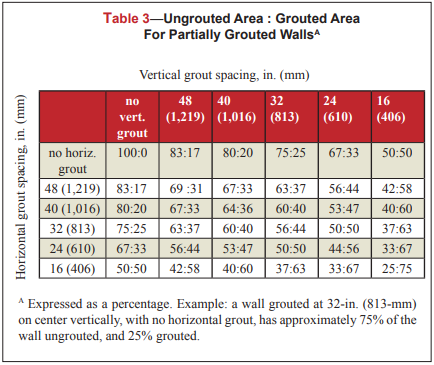 Table 3—Ungrouted Area : Grouted Area
For Partially Grouted Walls^A
Vertical grout spacing, in. (mm)
Horizontal grout spacing, in. (mm)
no vert. grout 48 (1,219) 40 (1,016) 32 (813) 24 (610) 16 (406)
no horiz. grout 100:0 83:17 80:20 75:25 67:33 50:50
48 (1,219) 83:17 69 :31 67:33 63:37 56:44 42:58
40 (1,016) 80:20 67:33 64:36 60:40 53:47 40:60
32 (813) 75:25 63:37 60:40 56:44 50:50 37:63
24 (610) 67:33 56:44 53:47 50:50 44:56 33:67
16 (406) 50:50 42:58 40:60 37:63 33:67 25:75
^A Expressed as a percentage. Example: a wall grouted at 32-in. (813-mm)
on center vertically, with no horizontal grout, has approximately 75% of the
wall ungrouted, and 25% grouted.